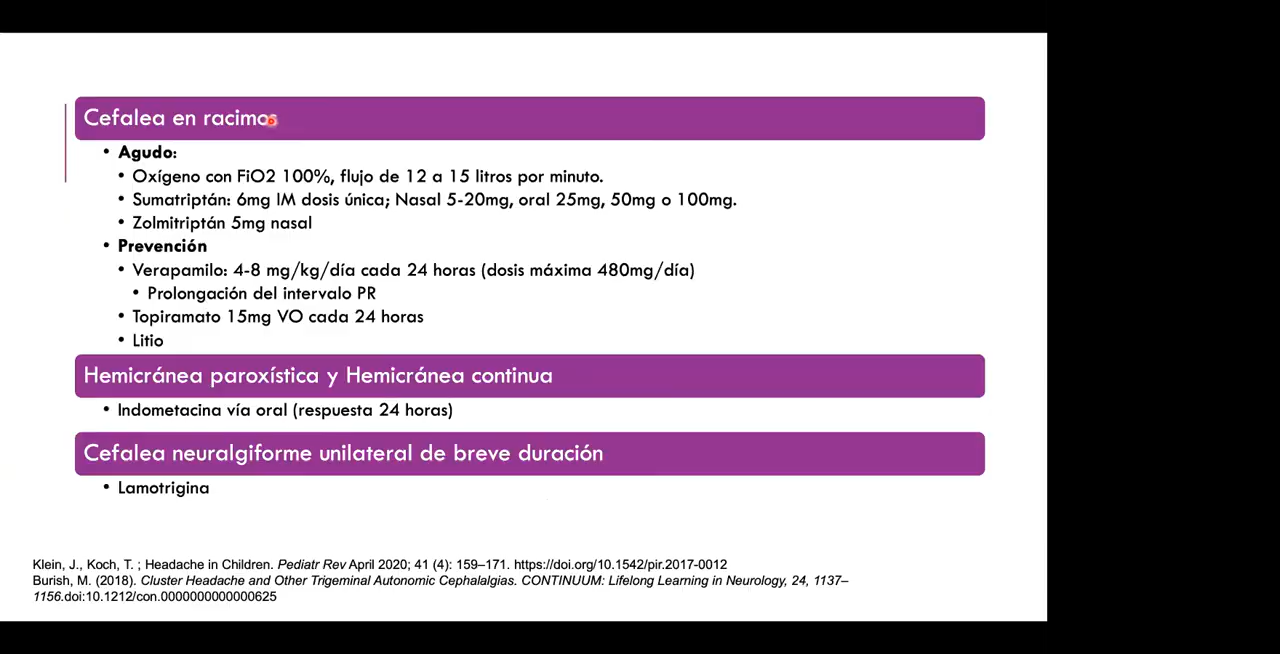 Cefalea en racimos
• Agudo:
• Oxígeno con FiO2 100%, flujo de 12 a 15 litros por minuto.
• Sumatriptán: 6mg IM dosis única; Nasal 5-20mg, oral 25mg, 50mg o 100mg.
• Zolmitriptán 5mg nasal
• Prevención
• Verapamilo: 4-8 mg/kg/día cada 24 horas (dosis máxima 480mg/día)
• Prolongación del intervalo PR
• Topiramato 15mg VO cada 24 horas
• Litio
Hemicránea paroxística y Hemicránea continua
• Indometacina vía oral (respuesta 24 horas)
Cefalea neuralgiforme unilateral de breve duración
• Lamotrigina
Klein, J., Koch, T. ; Headache in Children. Pediatr Rev April 2020; 41 (4): 159–171. https://doi.org/10.1542/pir.2017-0012
Burish, M. (2018). Cluster Headache and Other Trigeminal Autonomic Cephalalgias. CONTINUUM: Lifelong Learning in Neurology, 24, 1137–
1156.doi:10.1212/con.0000000000000625